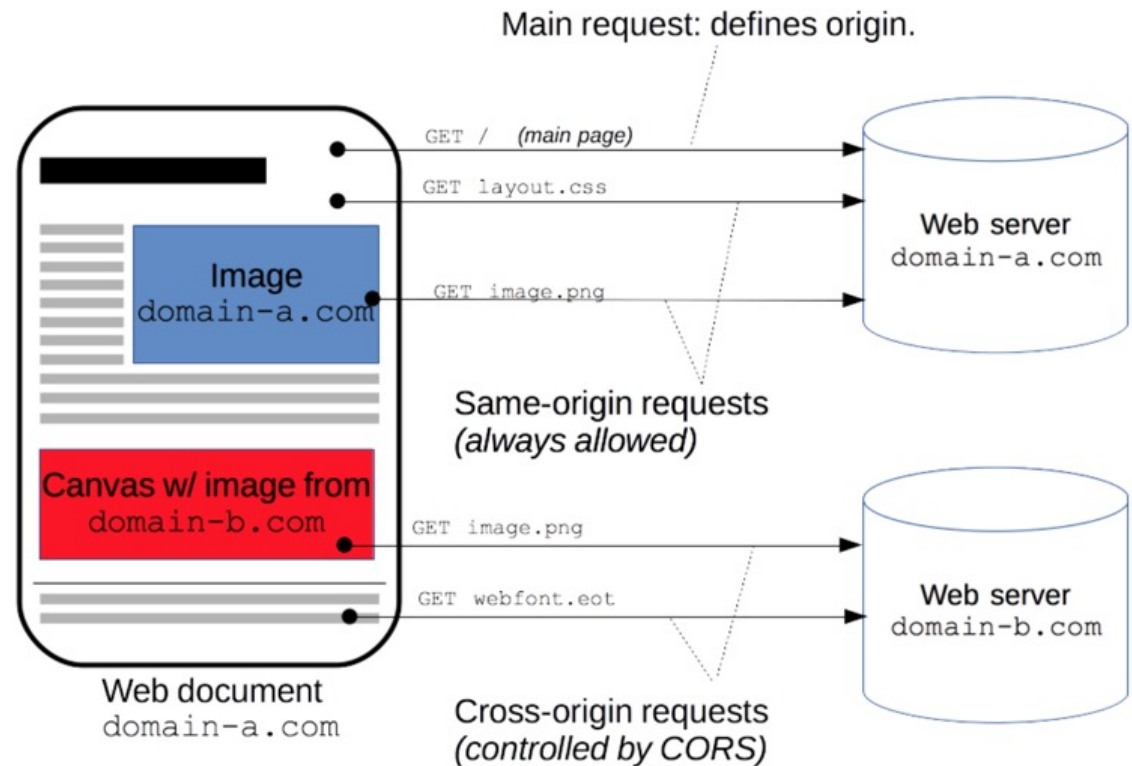 Main request: defines origin.
GET / (main page)
GET layout.css
Web server
domain-a.com
Image
domain-a.com
GET image.png
Same-origin requests
(always allowed)
Canvas w/ image from
domain-b.com
GET image.png
GET webfont.eot
Web server
domain-b.com
Web document
domain-a.com
Cross-origin requests
(controlled by CORS)